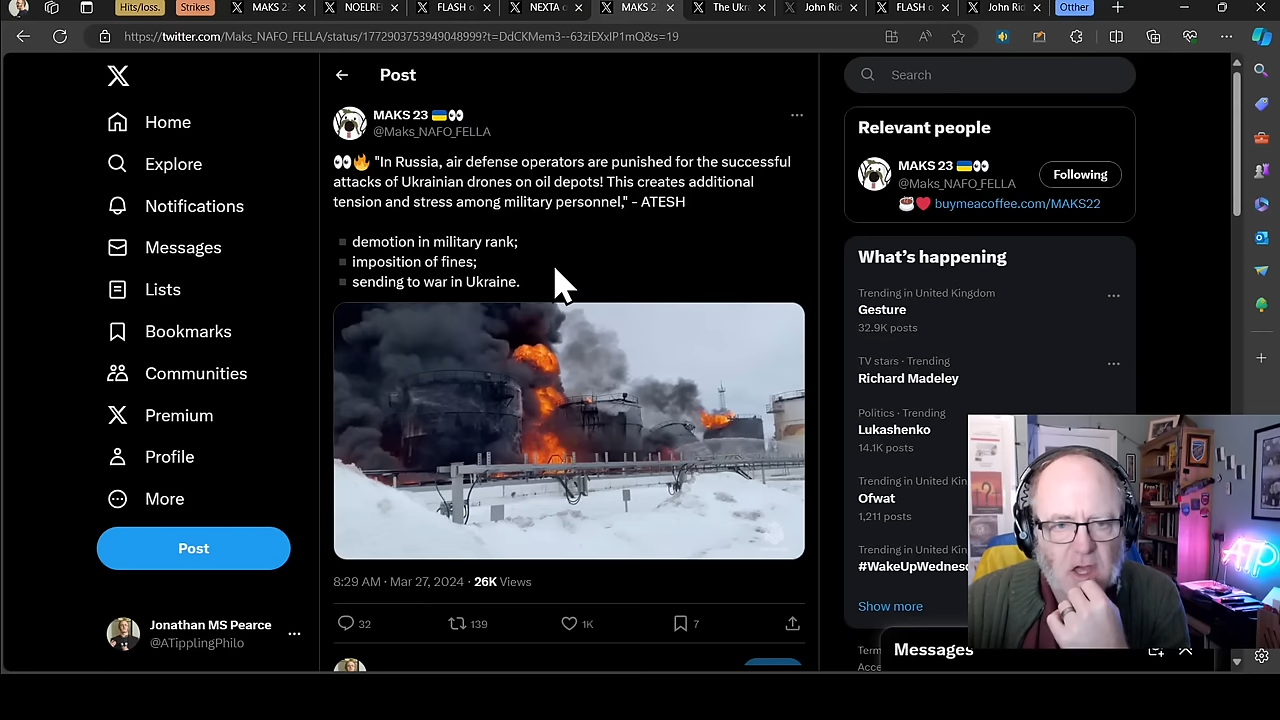 Hits/loss.
Strikes
MAKS 2
NOELRE
FLASH o
NEXTA o
MAKS 2
The Ukr
John Rid
FLASH o
John Rid
Otther
https://twitter.com/Maks_NAFO_FELLA/status/1772903753949048999?t=DdCKMem3--63ziEXxIP1mQ&s=19
Home
Explore
Notifications
Messages
Lists
Bookmarks
Communities
Premium
Profile
More
Post
Jonathan MS Pearce
@ATipplingPhilo
Post
MAKS 23 🇺🇦👀
@Maks_NAFO_FELLA
👀🔥 "In Russia, air defense operators are punished for the successful
attacks of Ukrainian drones on oil depots! This creates additional
tension and stress among military personnel," - ATESH
▪ demotion in military rank;
▪ imposition of fines;
▪ sending to war in Ukraine.
8:29 AM · Mar 27, 2024 · 26K Views
32
139
1K
7
Search
Relevant people
MAKS 23 🇺🇦👀
@Maks_NAFO_FELLA
Following
☕❤️ buymeacoffee.com/MAKS22
What's happening
Trending in United Kingdom
Gesture
32.9K posts
TV stars · Trending
Richard Madeley
Politics · Trending
Lukashenko
14.1K posts
Trending in United Kin
Ofwat
1,211 posts
Trending in United Kin
#WakeUpWednesd
Show more
Term
Acce
Messages
ATP